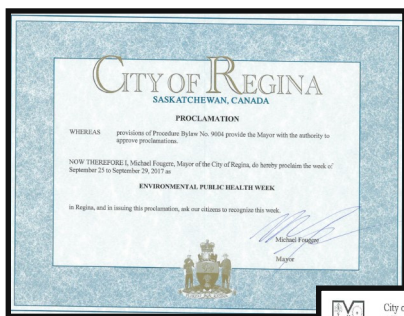 CITY OF REGINA
SASKATCHEWAN, CANADA
PROCLAMATION
WHEREAS provisions of Procedure Bylaw No. 9004 provide the Mayor with the authority to
approve proclamations.
NOW THEREFORE I, Michael Fougere, Mayor of the City of Regina, do hereby proclaim the week of
September 25 to September 29, 2017 as
ENVIRONMENTAL PUBLIC HEALTH WEEK
in Regina, and in issuing this proclamation, ask our citizens to recognize this week.
Michael Fougere
Mayor
City o